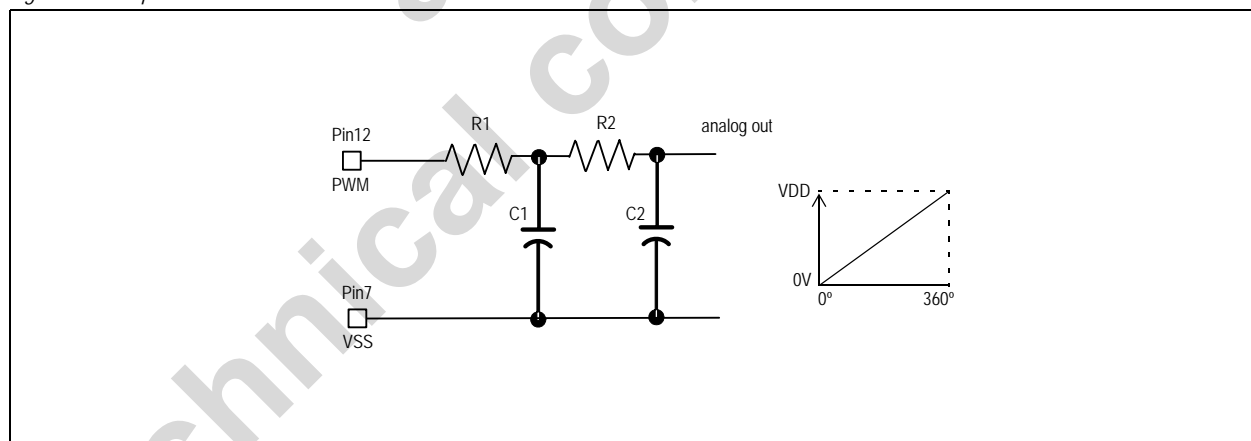 R1
R2
analog out
Pin12
PWM
VDD
C1
C2
0V
0º
360º
Pin7
VSS